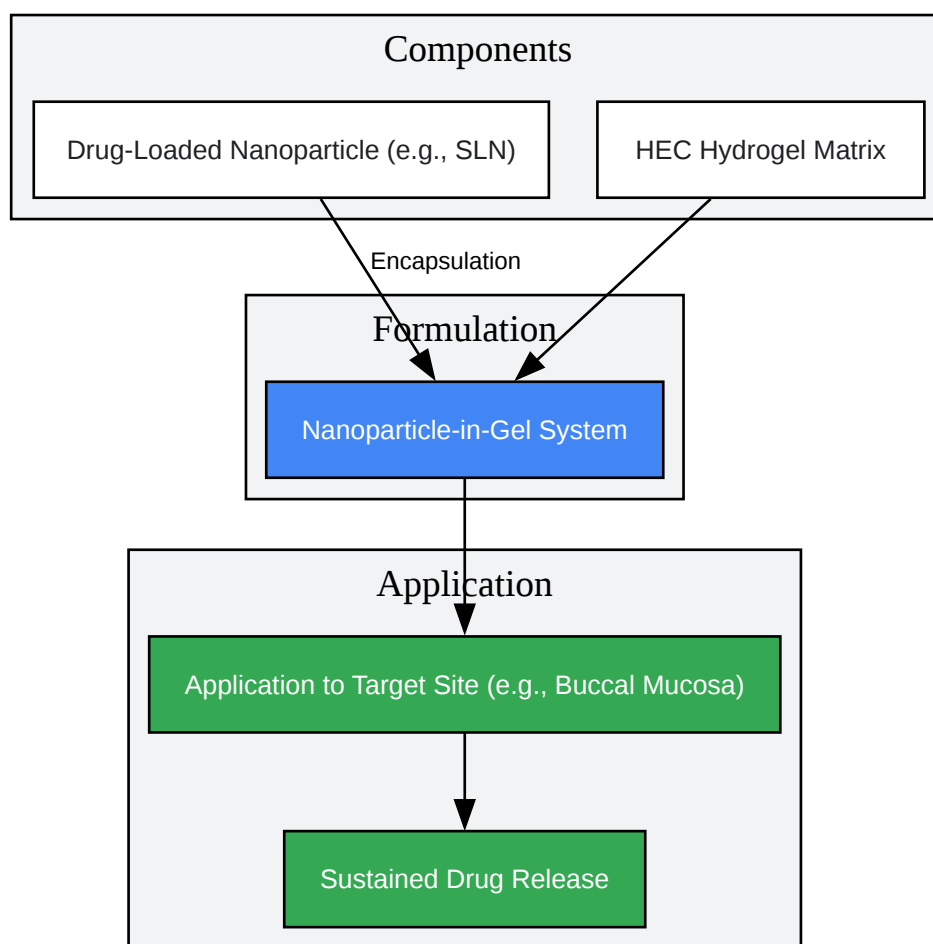 Components
Drug-Loaded Nanoparticle (e.g., SLN)
HEC Hydrogel Matrix
Encapsulation
Formulation
Nanoparticle-in-Gel System
Application
Application to Target Site (e.g., Buccal Mucosa)
Sustained Drug Release